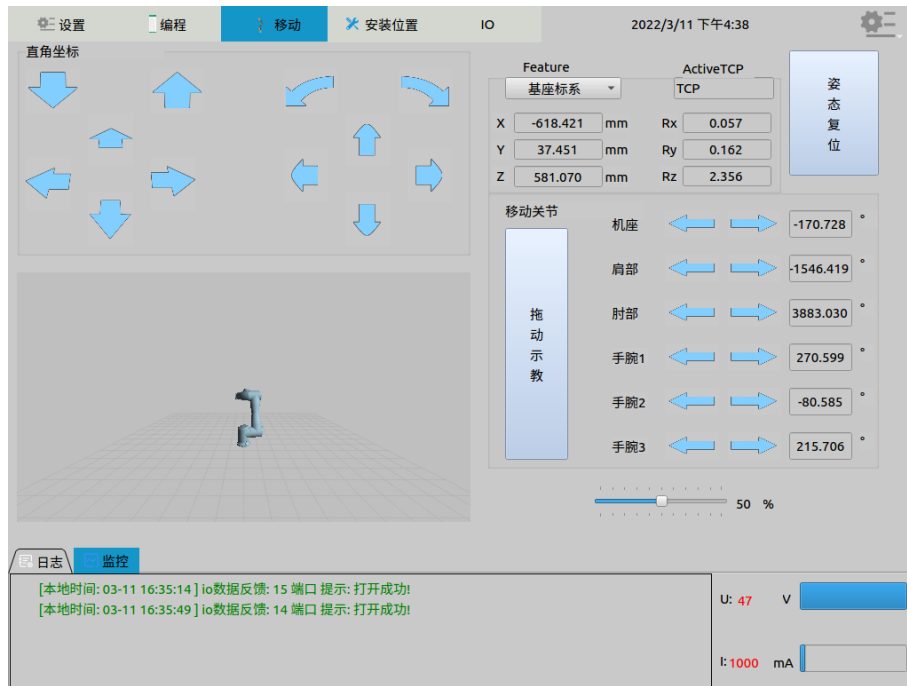 设置 编程 移动 安装位置 IO 2022/3/11 下午4:38
直角坐标
Feature ActiveTCP
基座标系 TCP
X -618.421 mm Rx 0.057
Y 37.451 mm Ry 0.162
Z 581.070 mm Rz 2.356
姿态复位
移动关节
拖动示教
机座 -170.728 °
肩部 -1546.419 °
肘部 3883.030 °
手腕1 270.599 °
手腕2 -80.585 °
手腕3 215.706 °
50 %
日志 监控
[本地时间: 03-11 16:35:14 ] io数据反馈: 15 端口 提示: 打开成功!
[本地时间: 03-11 16:35:49 ] io数据反馈: 14 端口 提示: 打开成功!
U: 47 V
I: 1000 mA